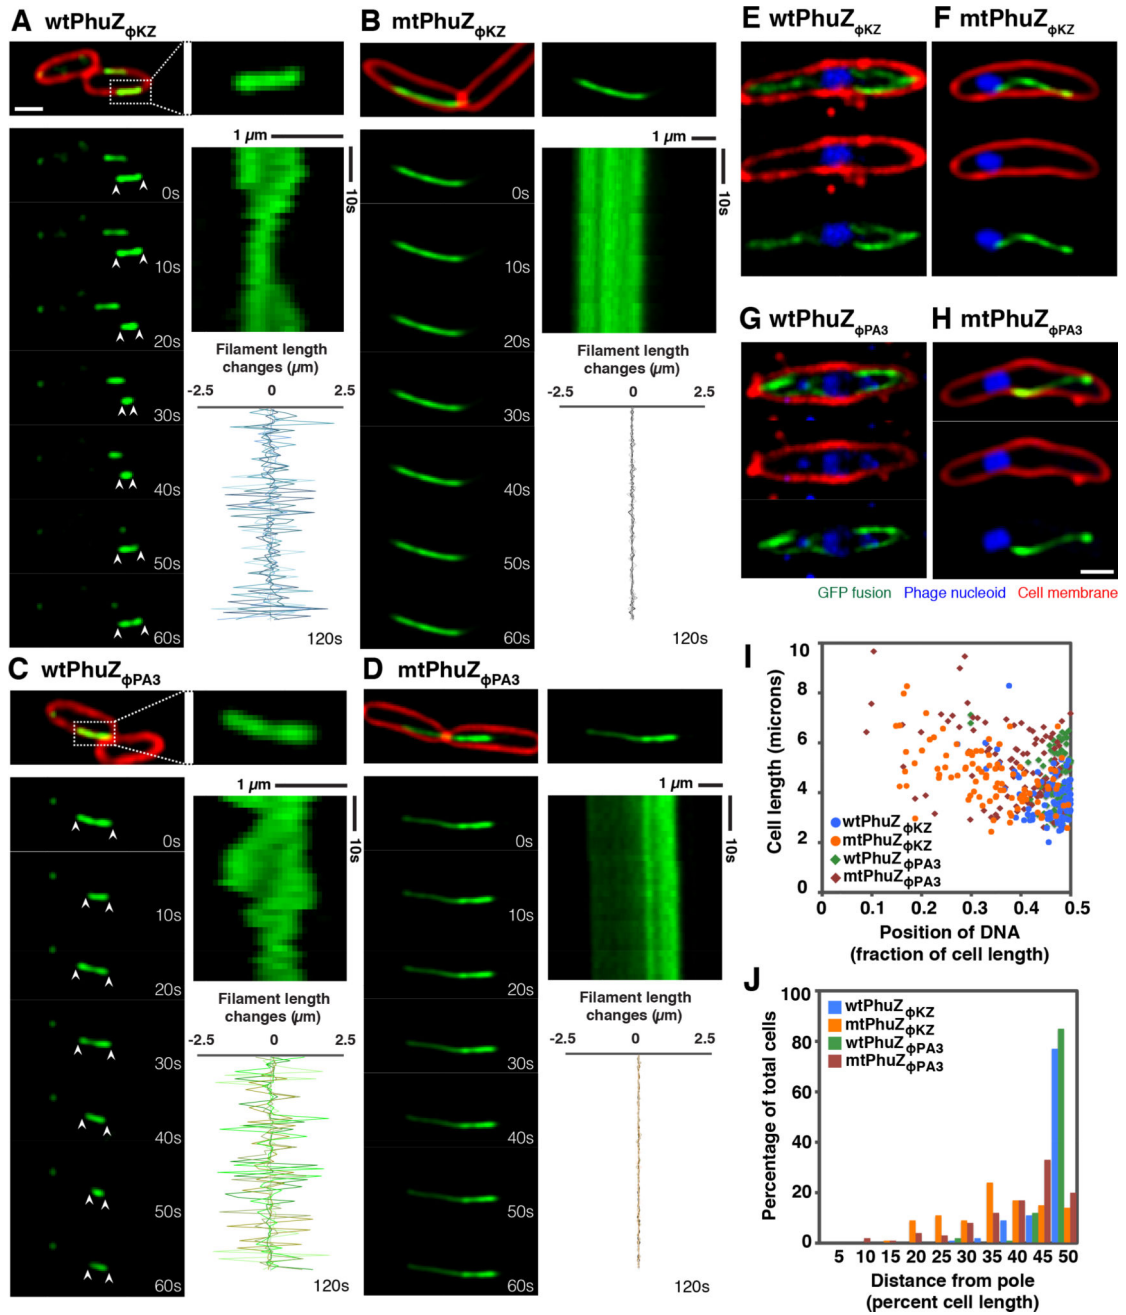 A wtPhuZϕKZ
B mtPhuZϕKZ
1 µm
10s
0s
10s
20s
30s
40s
50s
60s
Filament length
changes (µm)
-2.5 0 2.5
120s
1 µm
10s
0s
10s
20s
30s
40s
50s
60s
Filament length
changes (µm)
-2.5 0 2.5
120s
C wtPhuZϕPA3
D mtPhuZϕPA3
1 µm
10s
0s
10s
20s
30s
40s
50s
60s
Filament length
changes (µm)
-2.5 0 2.5
120s
1 µm
10s
0s
10s
20s
30s
40s
50s
60s
Filament length
changes (µm)
-2.5 0 2.5
120s
E wtPhuZϕKZ
F mtPhuZϕKZ
G wtPhuZϕPA3
H mtPhuZϕPA3
GFP fusion Phage nucleoid Cell membrane
I
Cell length (microns)
10
8
6
4
2
0
wtPhuZϕKZ
mtPhuZϕKZ
wtPhuZϕPA3
mtPhuZϕPA3
0 0.1 0.2 0.3 0.4 0.5
Position of DNA
(fraction of cell length)
J
Percentage of total cells
100
80
60
40
20
0
wtPhuZϕKZ
mtPhuZϕKZ
wtPhuZϕPA3
mtPhuZϕPA3
5 10 15 20 25 30 35 40 45 50
Distance from pole
(percent cell length)